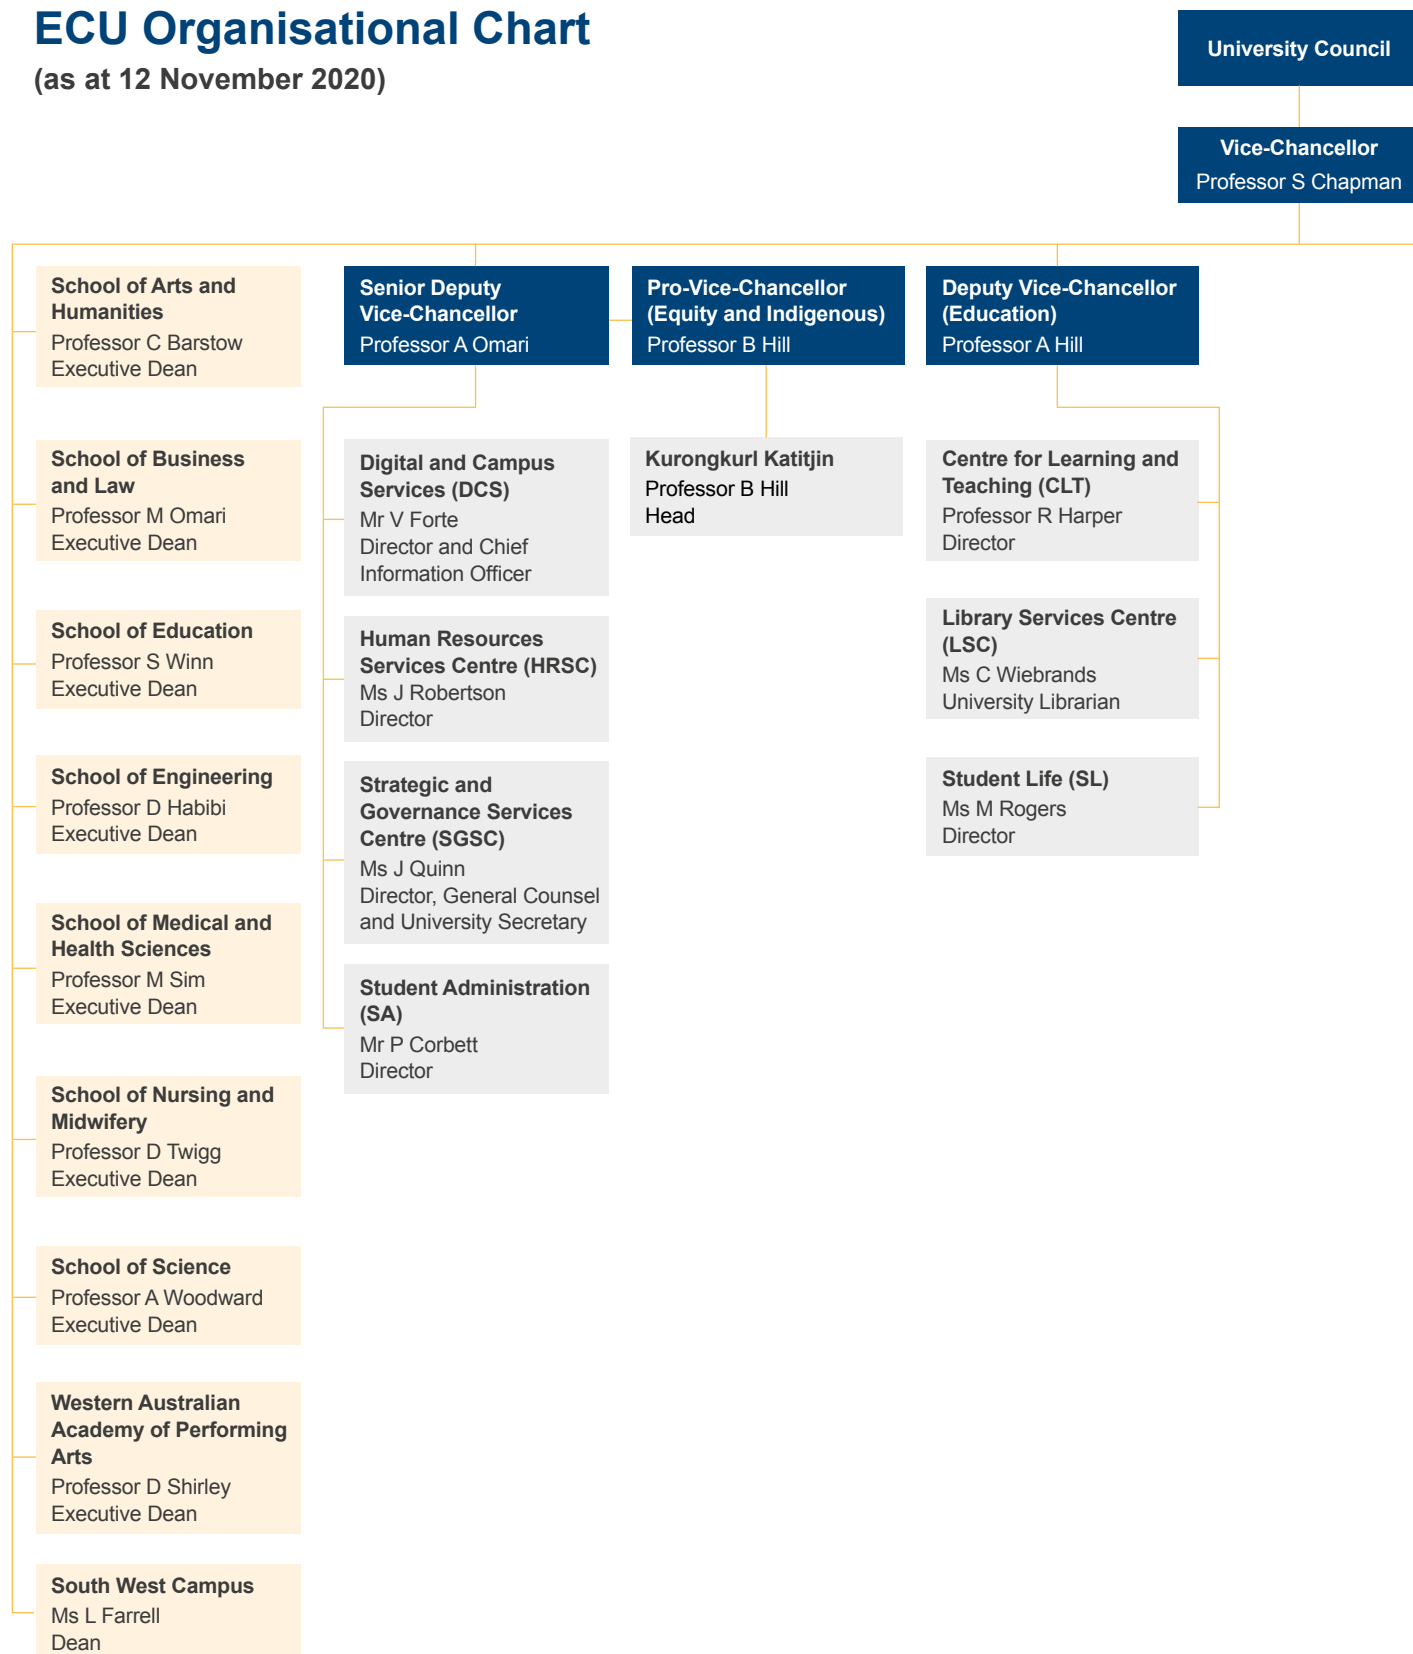 ECU Organisational Chart
(as at 12 November 2020)
University Council
Vice-Chancellor
Professor S Chapman
School of Arts and
Humanities
Professor C Barstow
Executive Dean
School of Business
and Law
Professor M Omari
Executive Dean
School of Education
Professor S Winn
Executive Dean
School of Engineering
Professor D Habibi
Executive Dean
School of Medical and
Health Sciences
Professor M Sim
Executive Dean
School of Nursing and
Midwifery
Professor D Twigg
Executive Dean
School of Science
Professor A Woodward
Executive Dean
Western Australian
Academy of Performing
Arts
Professor D Shirley
Executive Dean
South West Campus
Ms L Farrell
Dean
Senior Deputy
Vice-Chancellor
Professor A Omari
Digital and Campus
Services (DCS)
Mr V Forte
Director and Chief
Information Officer
Human Resources
Services Centre (HRSC)
Ms J Robertson
Director
Strategic and
Governance Services
Centre (SGSC)
Ms J Quinn
Director, General Counsel
and University Secretary
Student Administration
(SA)
Mr P Corbett
Director
Pro-Vice-Chancellor
(Equity and Indigenous)
Professor B Hill
Kurongkurl Katitjin
Professor B Hill
Head
Deputy Vice-Chancellor
(Education)
Professor A Hill
Centre for Learning and
Teaching (CLT)
Professor R Harper
Director
Library Services Centre
(LSC)
Ms C Wiebrands
University Librarian
Student Life (SL)
Ms M Rogers
Director